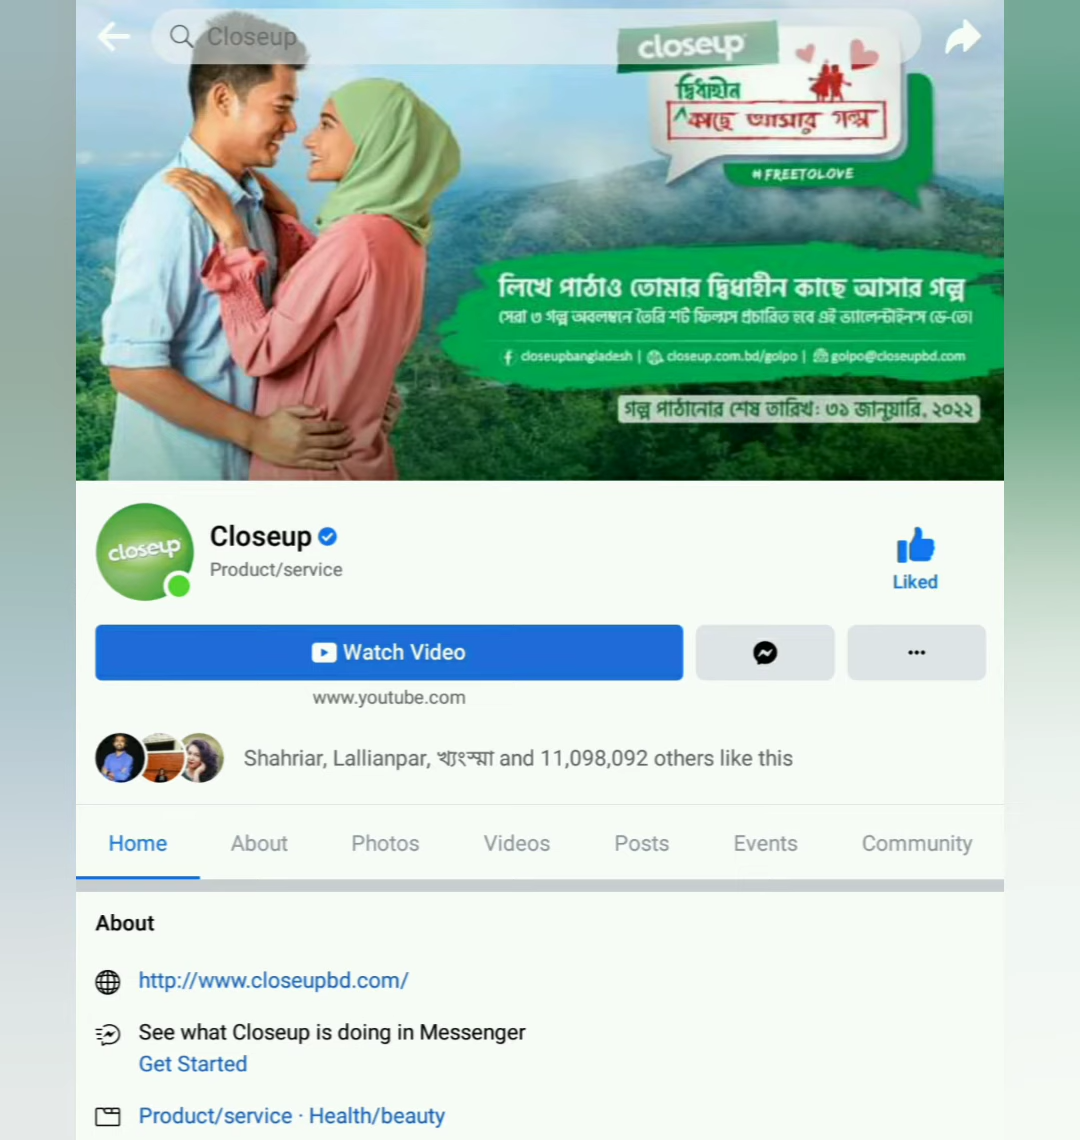 Closeup
closeup
দ্বিধাহীন
কাছে আসার গল্প
#FREETOLOVE
লিখে পাঠাও তোমার দ্বিধাহীন কাছে আসার গল্প
সেরা ৩ গল্প অবলম্বনে তৈরি শর্ট ফিল্মস প্রচারিত হবে এই ভ্যালেন্টাইন'স ডে-তে।
closeupbangladesh | closeup.com.bd/golpo | golpo@closeupbd.com
গল্প পাঠানোর শেষ তারিখ: ৩১ জানুয়ারি, ২০২২
closeup
Closeup
Product/service
Liked
Watch Video
www.youtube.com
Shahriar, Lallianpar, খ্যংস্মা and 11,098,092 others like this
Home About Photos Videos Posts Events Community
About
http://www.closeupbd.com/
See what Closeup is doing in Messenger
Get Started
Product/service · Health/beauty